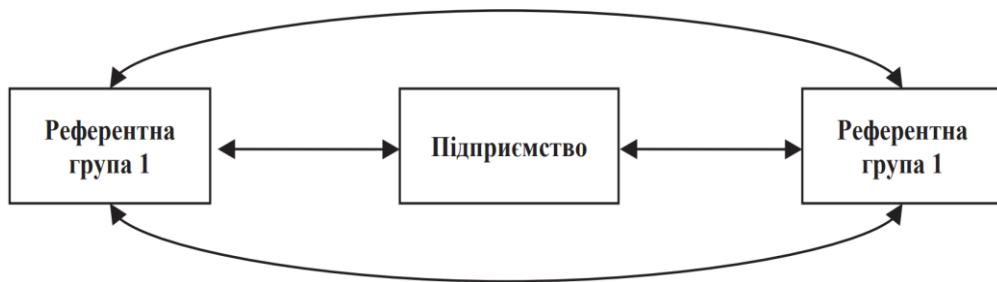 Референтна
група 1
Підприємство
Референтна
група 1